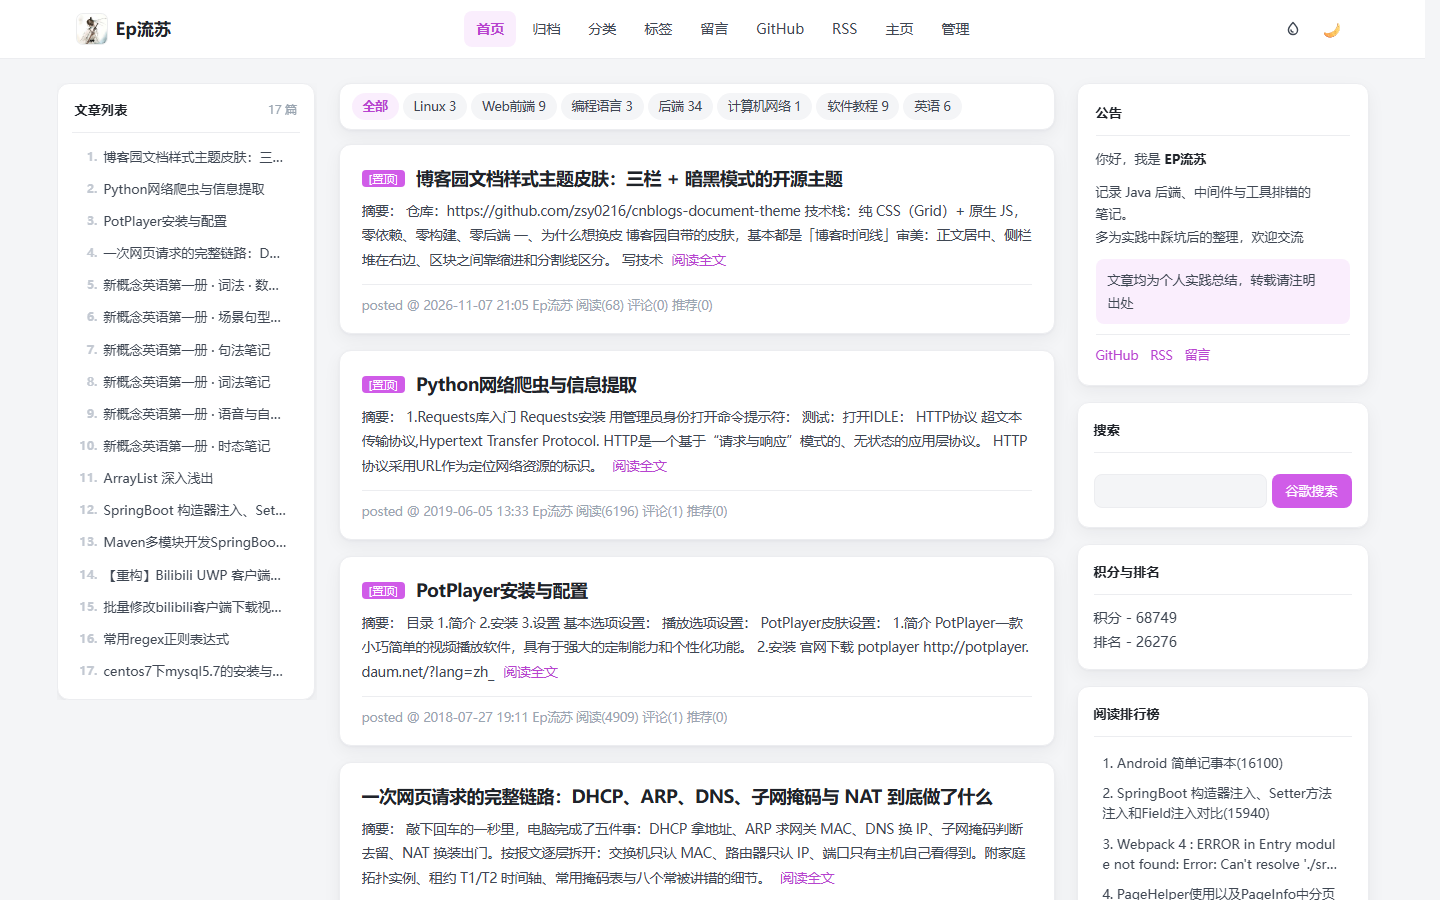 Ep流苏
首页 归档 分类 标签 留言 GitHub RSS 主页 管理
文章列表 17 篇
1. 博客园文档样式主题皮肤：三...
2. Python网络爬虫与信息提取
3. PotPlayer安装与配置
4. 一次网页请求的完整链路：D...
5. 新概念英语第一册 · 词法 · 数...
6. 新概念英语第一册 · 场景句型...
7. 新概念英语第一册 · 句法笔记
8. 新概念英语第一册 · 词法笔记
9. 新概念英语第一册 · 语音与自...
10. 新概念英语第一册 · 时态笔记
11. ArrayList 深入浅出
12. SpringBoot 构造器注入、Set...
13. Maven多模块开发SpringBoo...
14. 【重构】Bilibili UWP 客户端...
15. 批量修改bilibili客户端下载视...
16. 常用regex正则表达式
17. centos7下mysql5.7的安装与...
全部 Linux 3 Web前端 9 编程语言 3 后端 34 计算机网络 1 软件教程 9 英语 6
[置顶] 博客园文档样式主题皮肤：三栏 + 暗黑模式的开源主题
摘要： 仓库：https://github.com/zsy0216/cnblogs-document-theme 技术栈：纯 CSS（Grid）+ 原生 JS，
零依赖、零构建、零后端 一、为什么想换皮 博客园自带的皮肤，基本都是「博客时间线」审美：正文居中、侧栏
堆在右边、区块之间靠缩进和分割线区分。 写技术 阅读全文
posted @ 2026-11-07 21:05 Ep流苏 阅读(68) 评论(0) 推荐(0)
[置顶] Python网络爬虫与信息提取
摘要： 1.Requests库入门 Requests安装 用管理员身份打开命令提示符： 测试：打开IDLE： HTTP协议 超文本
传输协议,Hypertext Transfer Protocol. HTTP是一个基于“请求与响应”模式的、无状态的应用层协议。 HTTP
协议采用URL作为定位网络资源的标识。 阅读全文
posted @ 2019-06-05 13:33 Ep流苏 阅读(6196) 评论(1) 推荐(0)
[置顶] PotPlayer安装与配置
摘要： 目录 1.简介 2.安装 3.设置 基本选项设置： 播放选项设置： PotPlayer皮肤设置： 1.简介 PotPlayer一款
小巧简单的视频播放软件，具有于强大的定制能力和个性化功能。 2.安装 官网下载 potplayer http://potplayer.
daum.net/?lang=zh_ 阅读全文
posted @ 2018-07-27 19:11 Ep流苏 阅读(4909) 评论(1) 推荐(0)
一次网页请求的完整链路：DHCP、ARP、DNS、子网掩码与 NAT 到底做了什么
摘要： 敲下回车的一秒里，电脑完成了五件事：DHCP 拿地址、ARP 求网关 MAC、DNS 换 IP、子网掩码判断
去留、NAT 换装出门。按报文逐层拆开：交换机只认 MAC、路由器只认 IP、端口只有主机自己看得到。附家庭
拓扑实例、租约 T1/T2 时间轴、常用掩码表与八个常被讲错的细节。 阅读全文
公告
你好，我是 EP流苏
记录 Java 后端、中间件与工具排错的
笔记。
多为实践中踩坑后的整理，欢迎交流
文章均为个人实践总结，转载请注明
出处
GitHub RSS 留言
搜索
谷歌搜索
积分与排名
积分 - 68749
排名 - 26276
阅读排行榜
1. Android 简单记事本(16100)
2. SpringBoot 构造器注入、Setter方法
注入和Field注入对比(15940)
3. Webpack 4 : ERROR in Entry modul
e not found: Error: Can't resolve './sr...
4. PageHelper使用以及PageInfo中分页